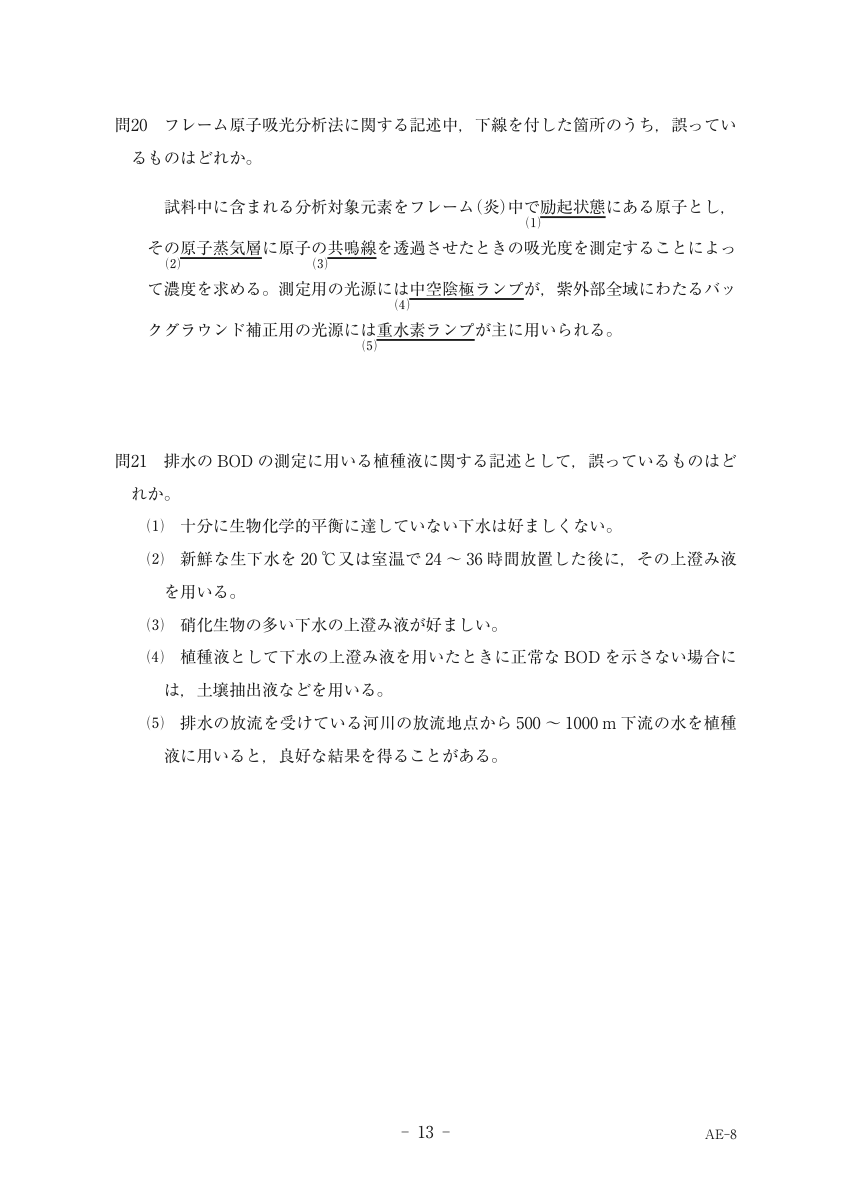 問20 フレーム原子吸光分析法に関する記述中，下線を付した箇所のうち，誤ってい
るものはどれか。
試料中に含まれる分析対象元素をフレーム(炎)中で励起状態にある原子とし，
(1)
その原子蒸気層に原子の共鳴線を透過させたときの吸光度を測定することによっ
(2) (3)
て濃度を求める。測定用の光源には中空陰極ランプが，紫外部全域にわたるバッ
(4)
クグラウンド補正用の光源には重水素ランプが主に用いられる。
(5)
問21 排水の BOD の測定に用いる植種液に関する記述として，誤っているものはど
れか。
(1) 十分に生物化学的平衡に達していない下水は好ましくない。
(2) 新鮮な生下水を 20 ℃又は室温で 24 ～ 36 時間放置した後に，その上澄み液
を用いる。
(3) 硝化生物の多い下水の上澄み液が好ましい。
(4) 植種液として下水の上澄み液を用いたときに正常な BOD を示さない場合に
は，土壌抽出液などを用いる。
(5) 排水の放流を受けている河川の放流地点から 500 ～ 1000 m 下流の水を植種
液に用いると，良好な結果を得ることがある。
－ 13 －
AE-8